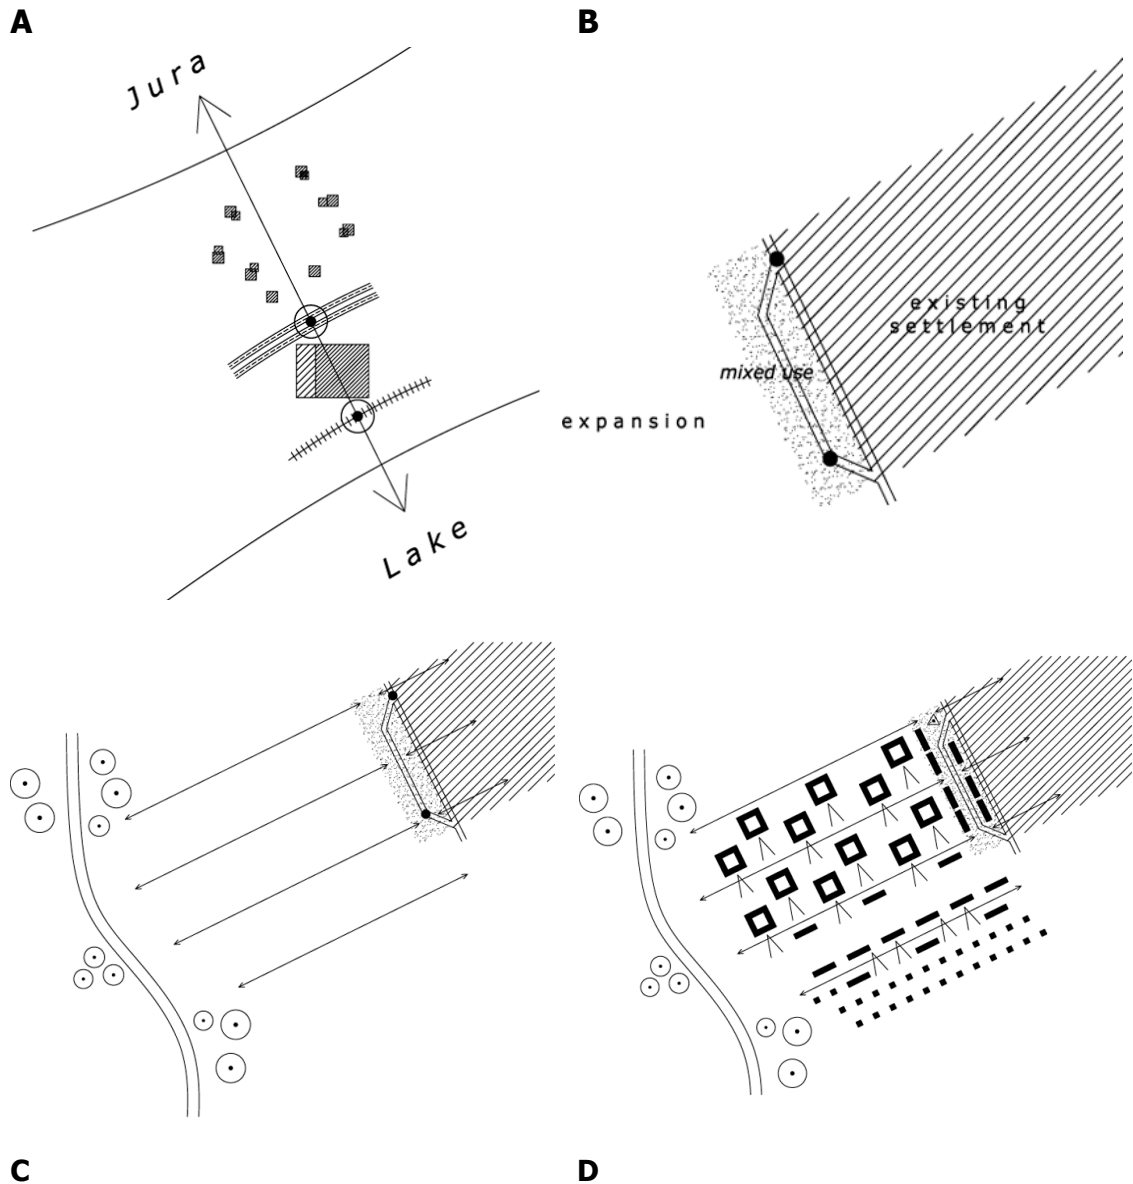 A
B
Jura
Lake
existing
settlement
mixed use
expansion
C
D